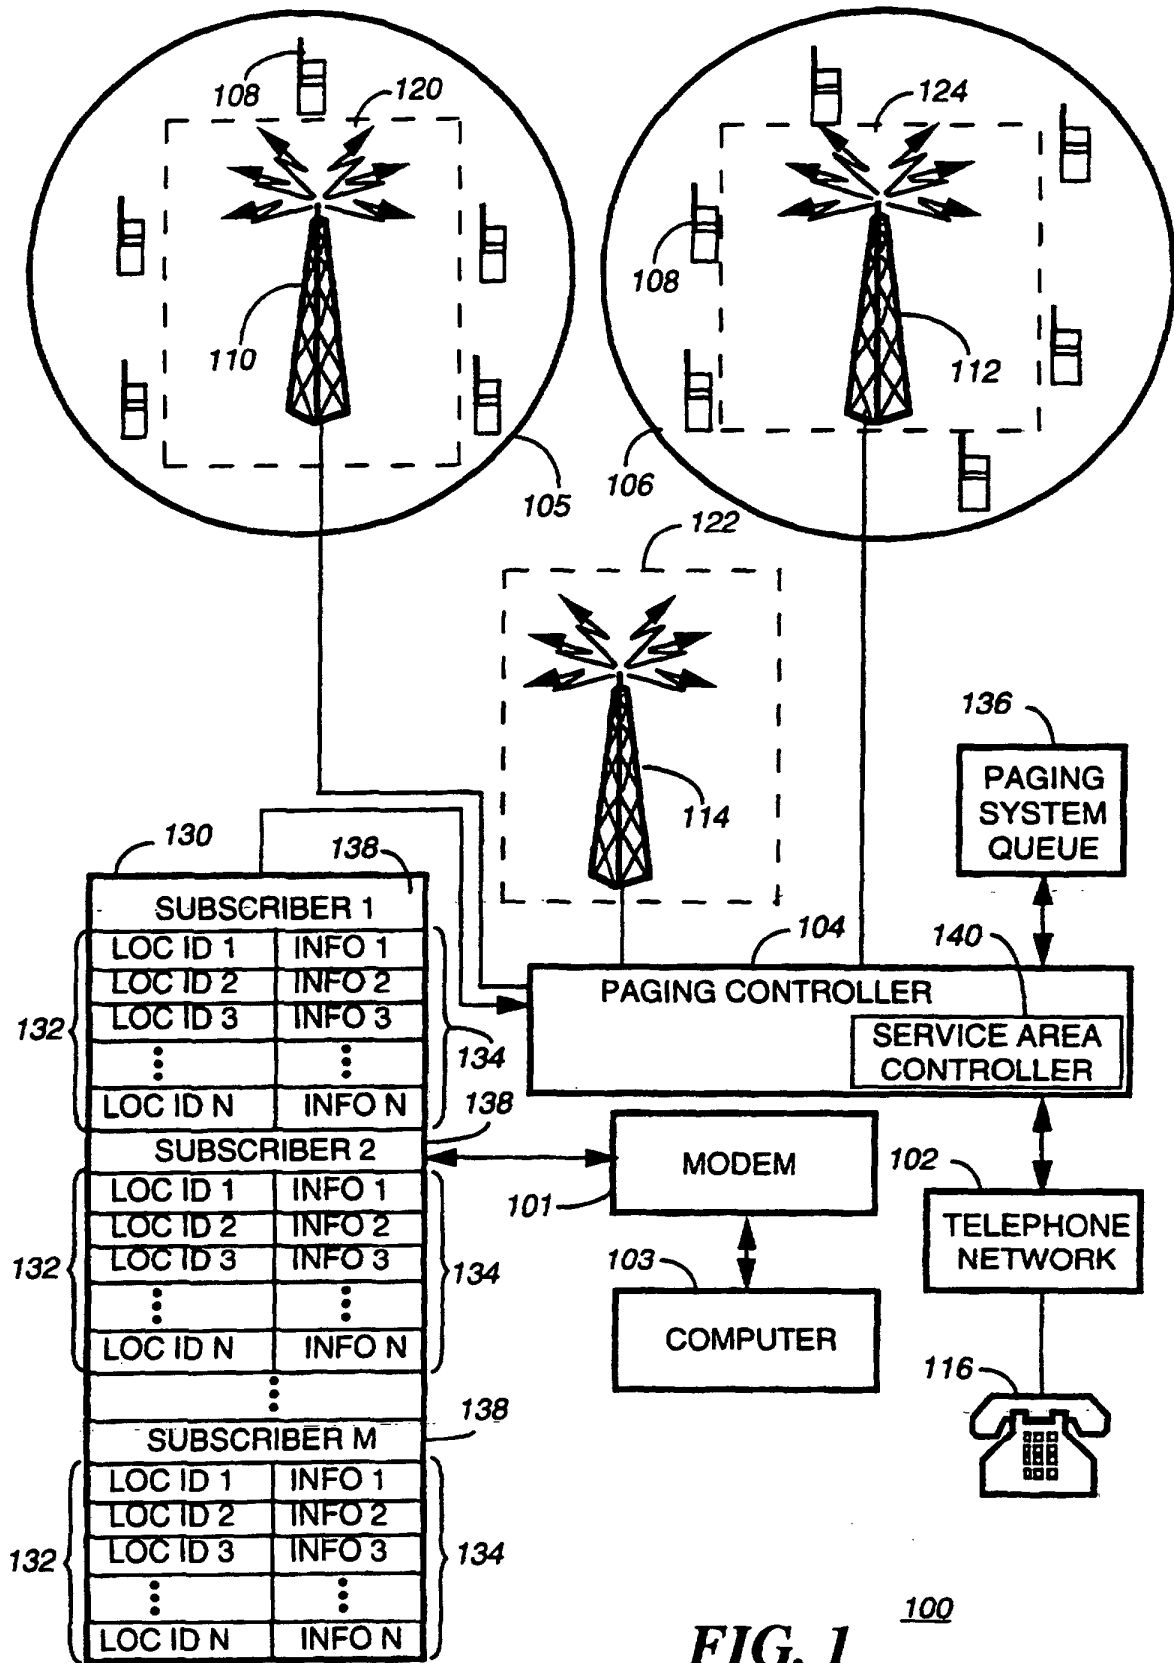 108
120
124
108
110
112
105
106
122
114
136
PAGING
SYSTEM
QUEUE
130
138
SUBSCRIBER 1
LOC ID 1 INFO 1
LOC ID 2 INFO 2
LOC ID 3 INFO 3
LOC ID N INFO N
132
134
104
140
PAGING CONTROLLER
SERVICE AREA
CONTROLLER
138
SUBSCRIBER 2
LOC ID 1 INFO 1
LOC ID 2 INFO 2
LOC ID 3 INFO 3
LOC ID N INFO N
132
134
MODEM
101
102
TELEPHONE
NETWORK
103
COMPUTER
116
138
SUBSCRIBER M
LOC ID 1 INFO 1
LOC ID 2 INFO 2
LOC ID 3 INFO 3
LOC ID N INFO N
132
134
100
FIG. 1